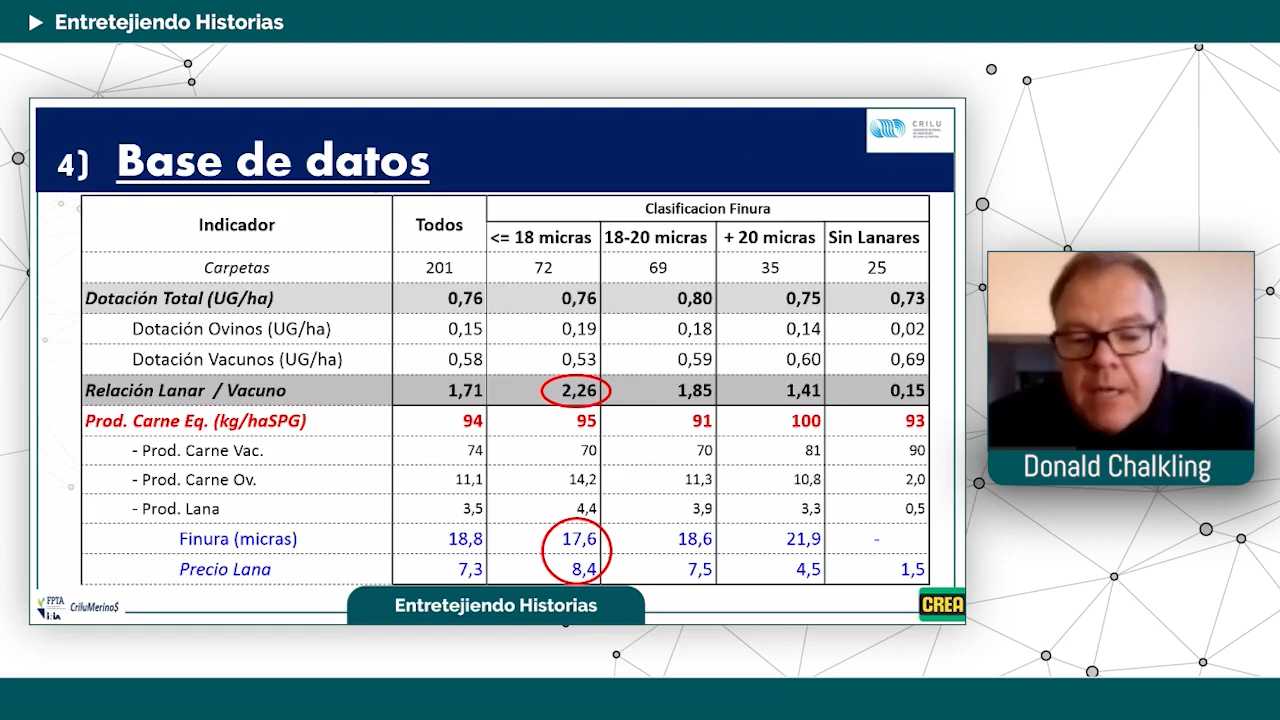 Entretejiendo Historias
CRILU
4) Base de datos
Indicador Todos Clasificacion Finura
<= 18 micras 18-20 micras + 20 micras Sin Lanares
Carpetas 201 72 69 35 25
Dotación Total (UG/ha) 0,76 0,76 0,80 0,75 0,73
Dotación Ovinos (UG/ha) 0,15 0,19 0,18 0,14 0,02
Dotación Vacunos (UG/ha) 0,58 0,53 0,59 0,60 0,69
Relación Lanar / Vacuno 1,71 2,26 1,85 1,41 0,15
Prod. Carne Eq. (kg/haSPG) 94 95 91 100 93
- Prod. Carne Vac. 74 70 70 81 90
- Prod. Carne Ov. 11,1 14,2 11,3 10,8 2,0
- Prod. Lana 3,5 4,4 3,9 3,3 0,5
Finura (micras) 18,8 17,6 18,6 21,9 -
Precio Lana 7,3 8,4 7,5 4,5 1,5
Donald Chalkling
FPTA
CriluMerino$
Entretejiendo Historias
CREA